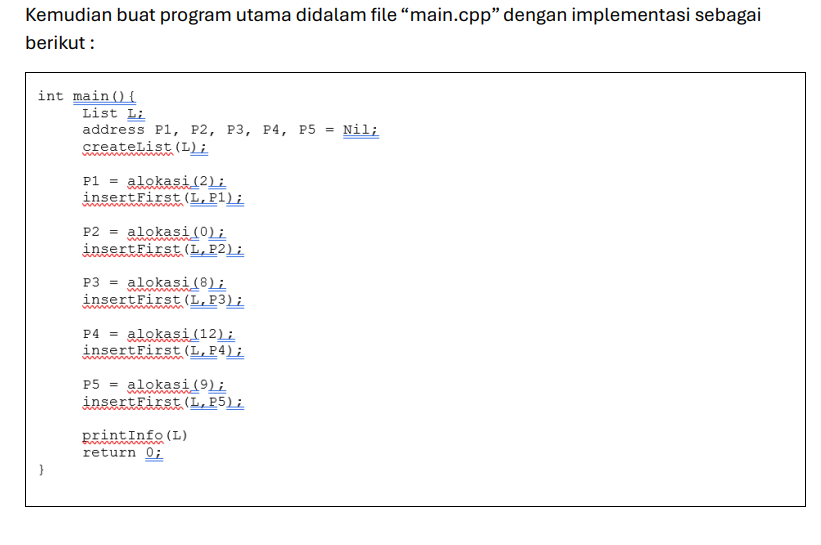 Kemudian buat program utama didalam file “main.cpp” dengan implementasi sebagai
berikut :
int main(){
List L;
address P1, P2, P3, P4, P5 = Nil;
createList(L);
P1 = alokasi(2);
insertFirst(L,P1);
P2 = alokasi(0);
insertFirst(L,P2);
P3 = alokasi(8);
insertFirst(L,P3);
P4 = alokasi(12);
insertFirst(L,P4);
P5 = alokasi(9);
insertFirst(L,P5);
printInfo(L)
return 0;
}